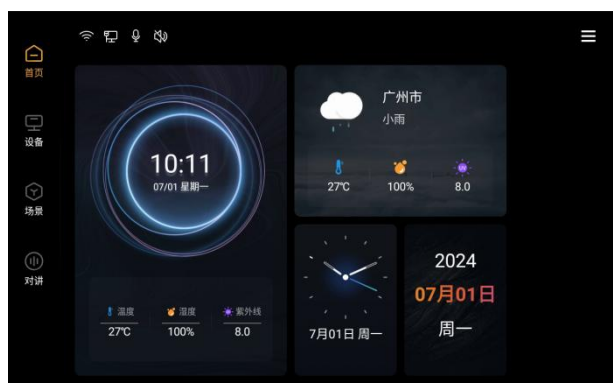 首页
设备
场景
对讲
10:11
07/01 星期一
温度
湿度
紫外线
27℃
100%
8.0
广州市
小雨
27℃
100%
8.0
7月01日 周一
2024
07月01日
周一